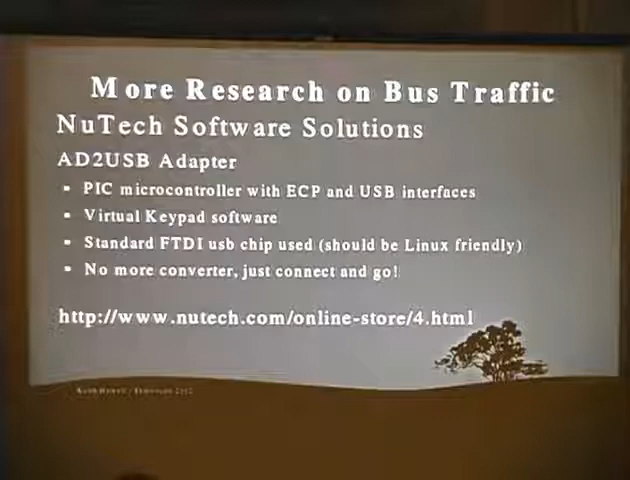 More Research on Bus Traffic
NuTech Software Solutions
AD2USB Adapter
▪ PIC microcontroller with ECP and USB interfaces
▪ Virtual Keypad software
▪ Standard FTDI usb chip used (should be Linux friendly)
▪ No more converter, just connect and go!
http://www.nutech.com/online-store/4.html